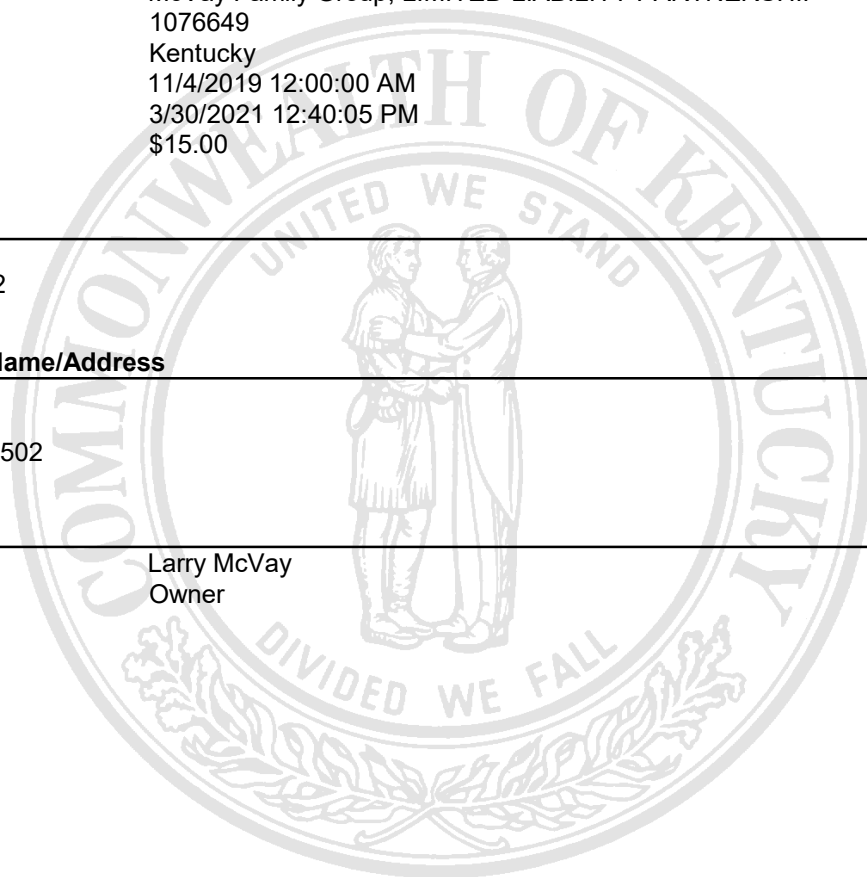 1076649
Kentucky
11/4/2019 12:00:00 AM
3/30/2021 12:40:05 PM
$15.00
COMMONWEALTH OF KENTUCKY
UNITED WE STAND
2
ame/Address
502
Larry McVay
Owner
DIVIDED WE FALL